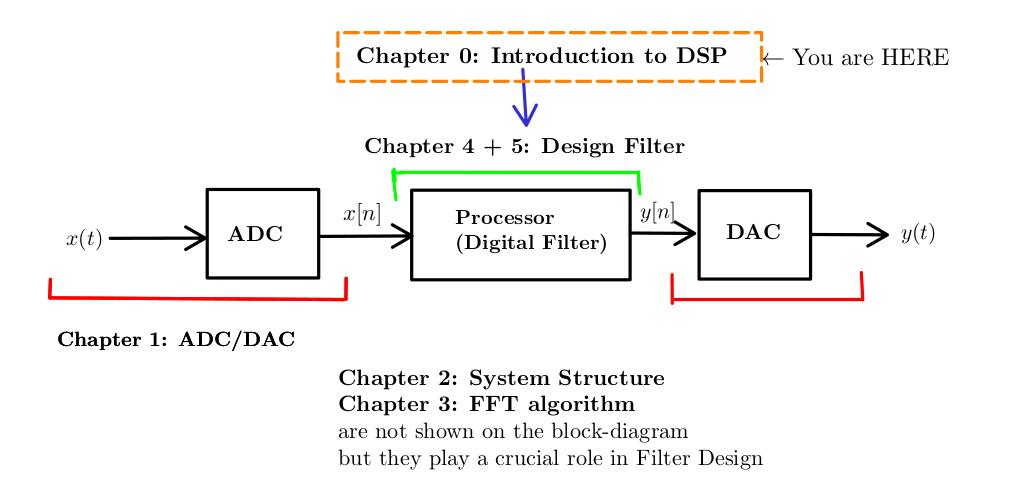 Chapter 0: Introduction to DSP
← You are HERE
Chapter 4 + 5: Design Filter
x(t)
ADC
x[n]
Processor
(Digital Filter)
y[n]
DAC
y(t)
Chapter 1: ADC/DAC
Chapter 2: System Structure
Chapter 3: FFT algorithm
are not shown on the block-diagram
but they play a crucial role in Filter Design